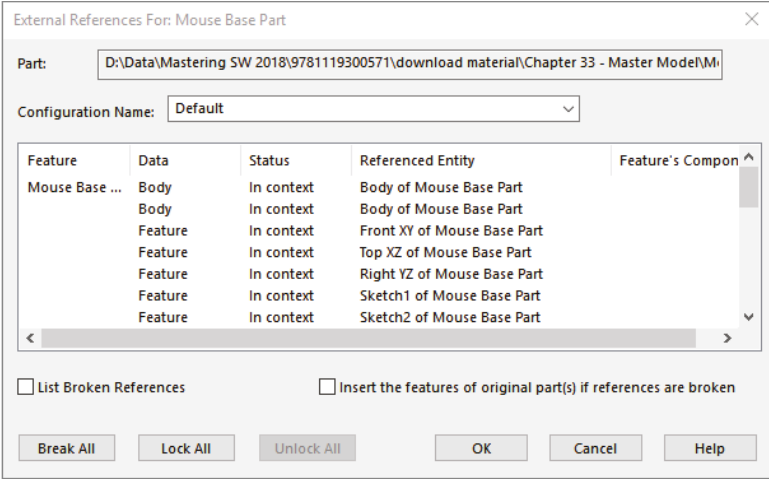 External References For: Mouse Base Part
Part: D:\Data\Mastering SW 2018\9781119300571\download material\Chapter 33 - Master Model\M
Configuration Name: Default
Feature Data Status Referenced Entity Feature's Compon
Mouse Base ... Body In context Body of Mouse Base Part
Body In context Body of Mouse Base Part
Feature In context Front XY of Mouse Base Part
Feature In context Top XZ of Mouse Base Part
Feature In context Right YZ of Mouse Base Part
Feature In context Sketch1 of Mouse Base Part
Feature In context Sketch2 of Mouse Base Part
List Broken References Insert the features of original part(s) if references are broken
Break All Lock All Unlock All OK Cancel Help